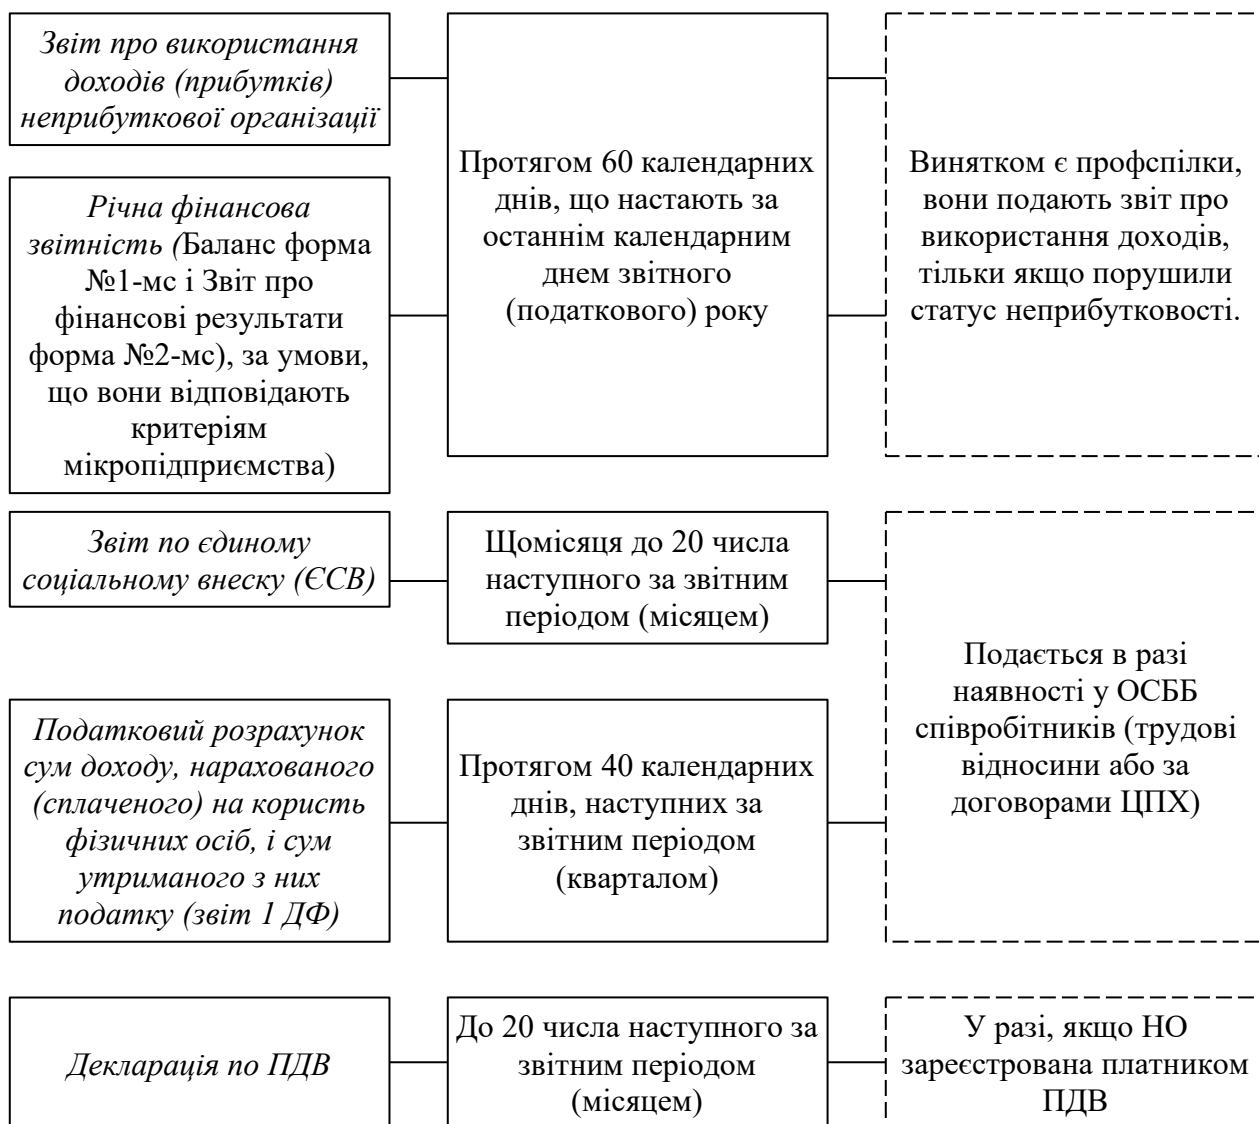 Звіт про використання
доходів (прибутків)
неприбуткової організації
Річна фінансова
звітність (Баланс форма
№1-мс і Звіт про
фінансові результати
форма №2-мс), за умови,
що вони відповідають
критеріям
мікропідприємства)
Протягом 60 календарних
днів, що настають за
останнім календарним
днем звітного
(податкового) року
Винятком є профспілки,
вони подають звіт про
використання доходів,
тільки якщо порушили
статус неприбутковості.
Звіт по єдиному
соціальному внеску (ЄСВ)
Щомісяця до 20 числа
наступного за звітним
періодом (місяцем)
Податковий розрахунок
сум доходу, нарахованого
(сплаченого) на користь
фізичних осіб, і сум
утриманого з них
податку (звіт 1 ДФ)
Протягом 40 календарних
днів, наступних за
звітним періодом
(кварталом)
Подається в разі
наявності у ОСББ
співробітників (трудові
відносини або за
договорами ЦПХ)
Декларація по ПДВ
До 20 числа наступного за
звітним періодом
(місяцем)
У разі, якщо НО
зареєстрована платником
ПДВ